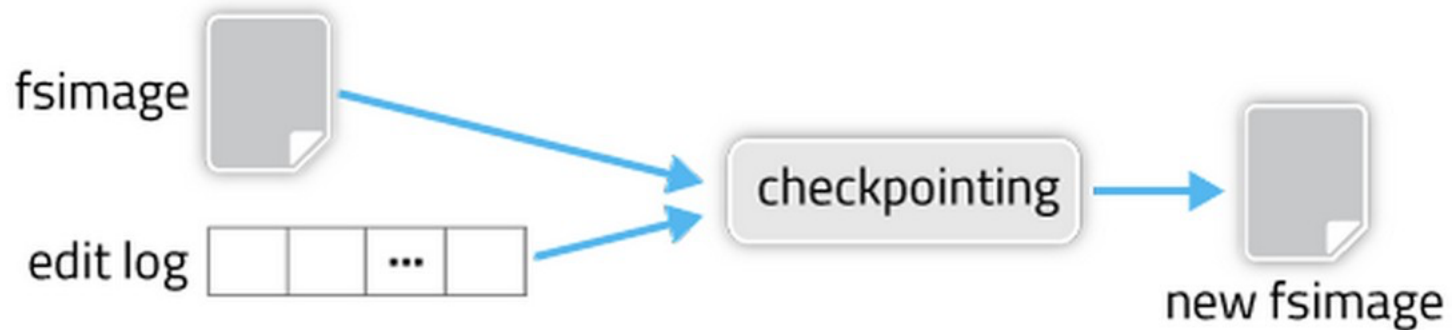 fsimage
checkpointing
edit log
...
new fsimage